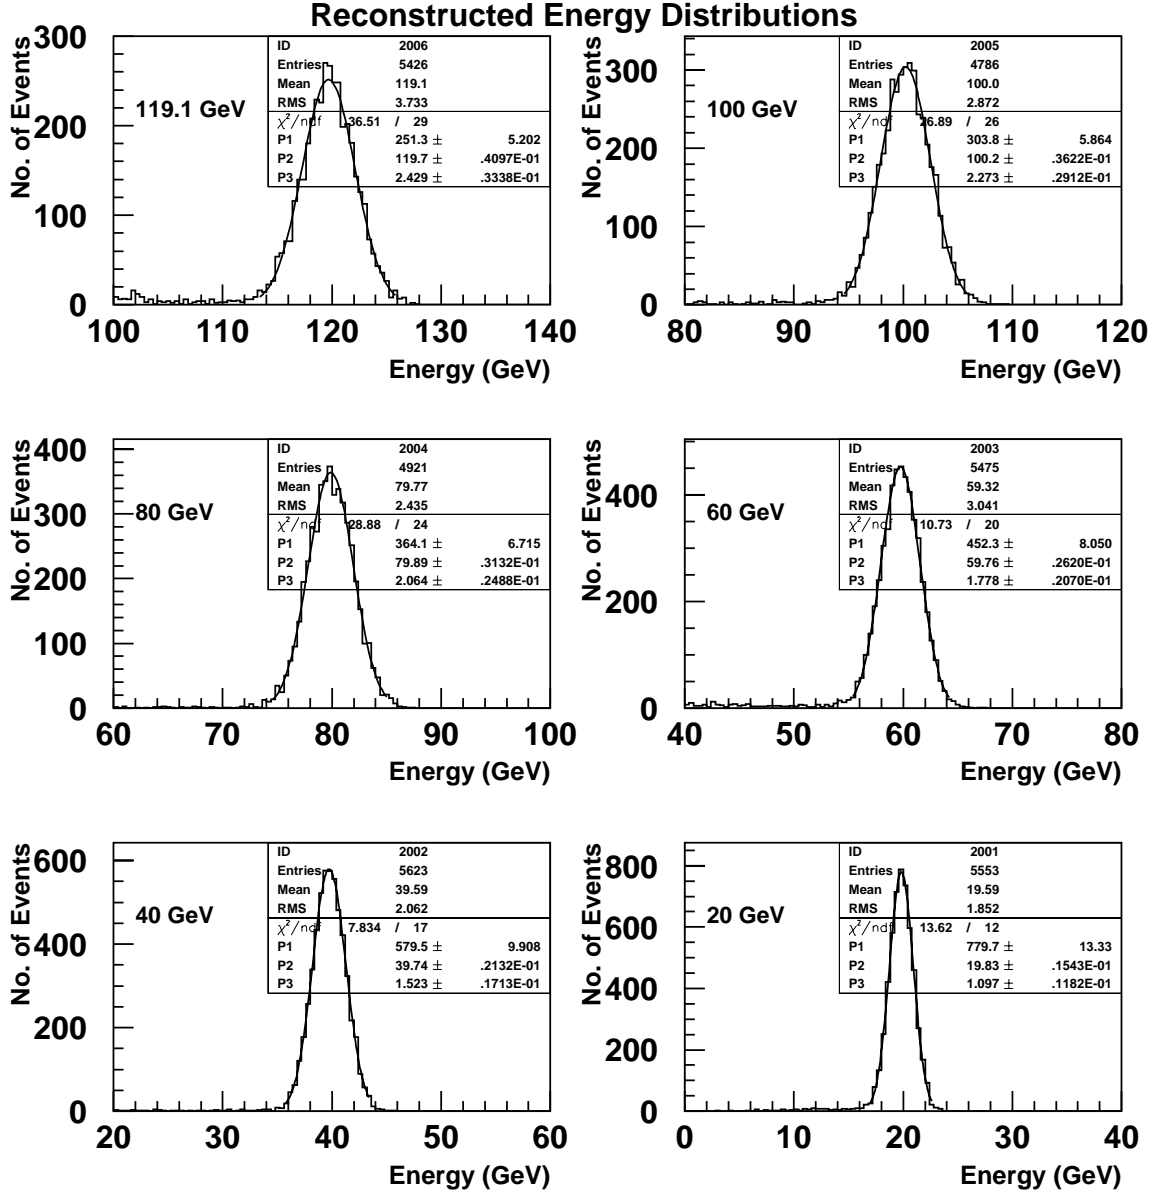 Reconstructed Energy Distributions
No. of Events
300
200
100
0
119.1 GeV
ID 2006
Entries 5426
Mean 119.1
RMS 3.733
χ²/ndf 36.51 / 29
P1 251.3 ± 5.202
P2 119.7 ± .4097E-01
P3 2.429 ± .3338E-01
100 110 120 130 140
Energy (GeV)
No. of Events
300
200
100
0
100 GeV
ID 2005
Entries 4786
Mean 100.0
RMS 2.872
χ²/ndf 26.89 / 26
P1 303.8 ± 5.864
P2 100.2 ± .3622E-01
P3 2.273 ± .2912E-01
80 90 100 110 120
Energy (GeV)
No. of Events
400
300
200
100
0
80 GeV
ID 2004
Entries 4921
Mean 79.77
RMS 2.435
χ²/ndf 28.88 / 24
P1 364.1 ± 6.715
P2 79.89 ± .3132E-01
P3 2.064 ± .2488E-01
60 70 80 90 100
Energy (GeV)
No. of Events
400
200
0
60 GeV
ID 2003
Entries 5475
Mean 59.32
RMS 3.041
χ²/ndf 10.73 / 20
P1 452.3 ± 8.050
P2 59.76 ± .2620E-01
P3 1.778 ± .2070E-01
40 50 60 70 80
Energy (GeV)
No. of Events
600
400
200
0
40 GeV
ID 2002
Entries 5623
Mean 39.59
RMS 2.062
χ²/ndf 7.834 / 17
P1 579.5 ± 9.908
P2 39.74 ± .2132E-01
P3 1.523 ± .1713E-01
20 30 40 50 60
Energy (GeV)
No. of Events
800
600
400
200
0
20 GeV
ID 2001
Entries 5553
Mean 19.59
RMS 1.852
χ²/ndf 13.62 / 12
P1 779.7 ± 13.33
P2 19.83 ± .1543E-01
P3 1.097 ± .1182E-01
0 10 20 30 40
Energy (GeV)